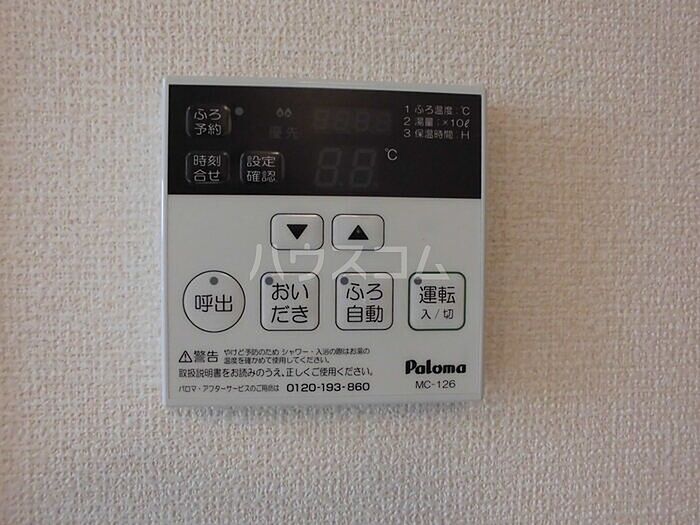 ふろ
予約
優先
1 ふろ温度:℃
2 湯量:×10ℓ
3 保温時間:H
時刻
合せ
設定
確認
88
℃
▼
▲
ハウスコム
呼出
おい
だき
ふろ
自動
運転
入/切
⚠警告 やけど予防のため シャワー・入浴の際はお湯の
温度を確かめて使用してください。
取扱説明書をお読みのうえ、正しくご使用ください。
パロマ・アフターサービスのご用命は 0120-193-860
Paloma
MC-126